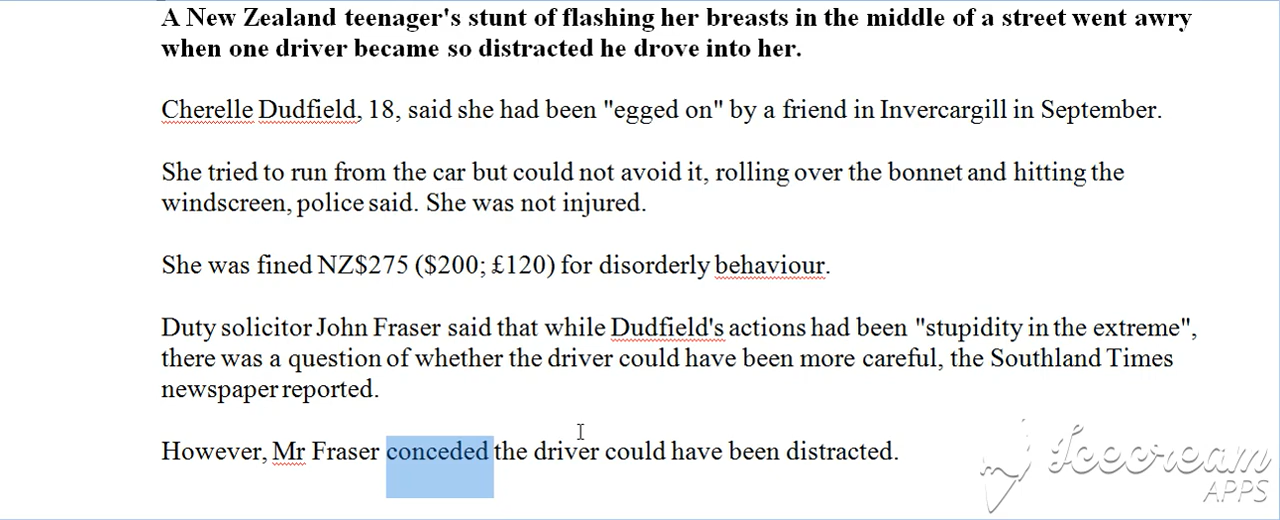 A New Zealand teenager's stunt of flashing her breasts in the middle of a street went awry
when one driver became so distracted he drove into her.
Cherelle Dudfield, 18, said she had been "egged on" by a friend in Invercargill in September.
She tried to run from the car but could not avoid it, rolling over the bonnet and hitting the
windscreen, police said. She was not injured.
She was fined NZ$275 ($200; £120) for disorderly behaviour.
Duty solicitor John Fraser said that while Dudfield's actions had been "stupidity in the extreme",
there was a question of whether the driver could have been more careful, the Southland Times
newspaper reported.
However, Mr Fraser conceded the driver could have been distracted.
Icecream
APPS